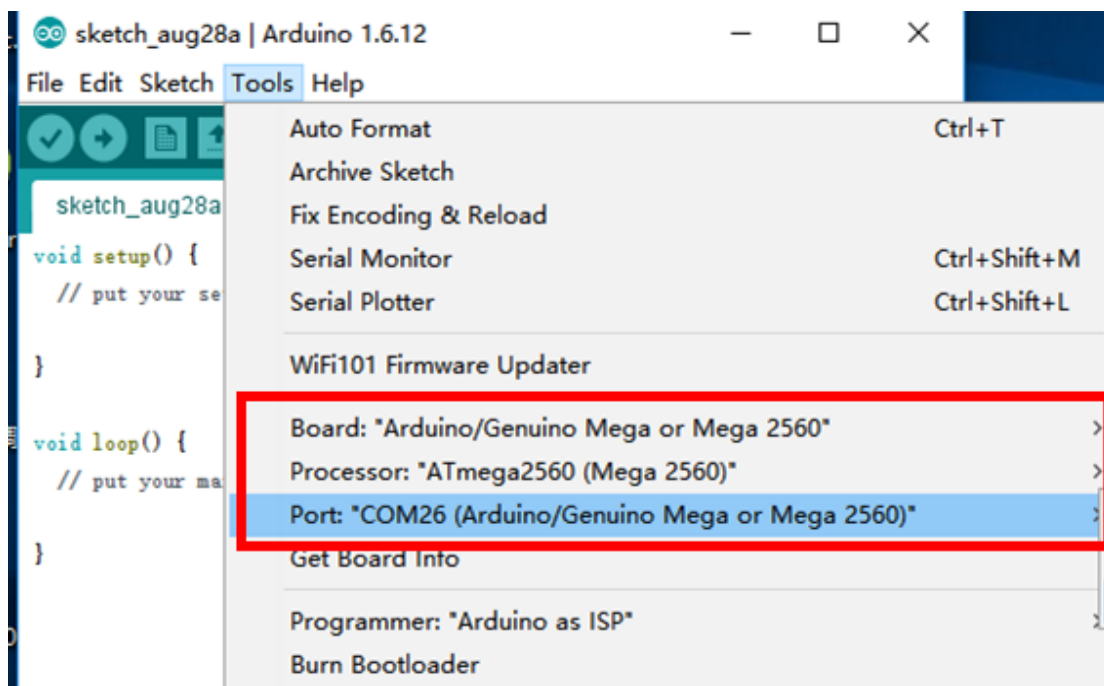 sketch_aug28a | Arduino 1.6.12
File Edit Sketch Tools Help
Auto Format Ctrl+T
Archive Sketch
sketch_aug28a
Fix Encoding & Reload
void setup() {
Serial Monitor Ctrl+Shift+M
// put your se
Serial Plotter Ctrl+Shift+L
}
WiFi101 Firmware Updater
Board: "Arduino/Genuino Mega or Mega 2560"
void loop() {
Processor: "ATmega2560 (Mega 2560)"
// put your ma
Port: "COM26 (Arduino/Genuino Mega or Mega 2560)"
}
Get Board Info
Programmer: "Arduino as ISP"
Burn Bootloader